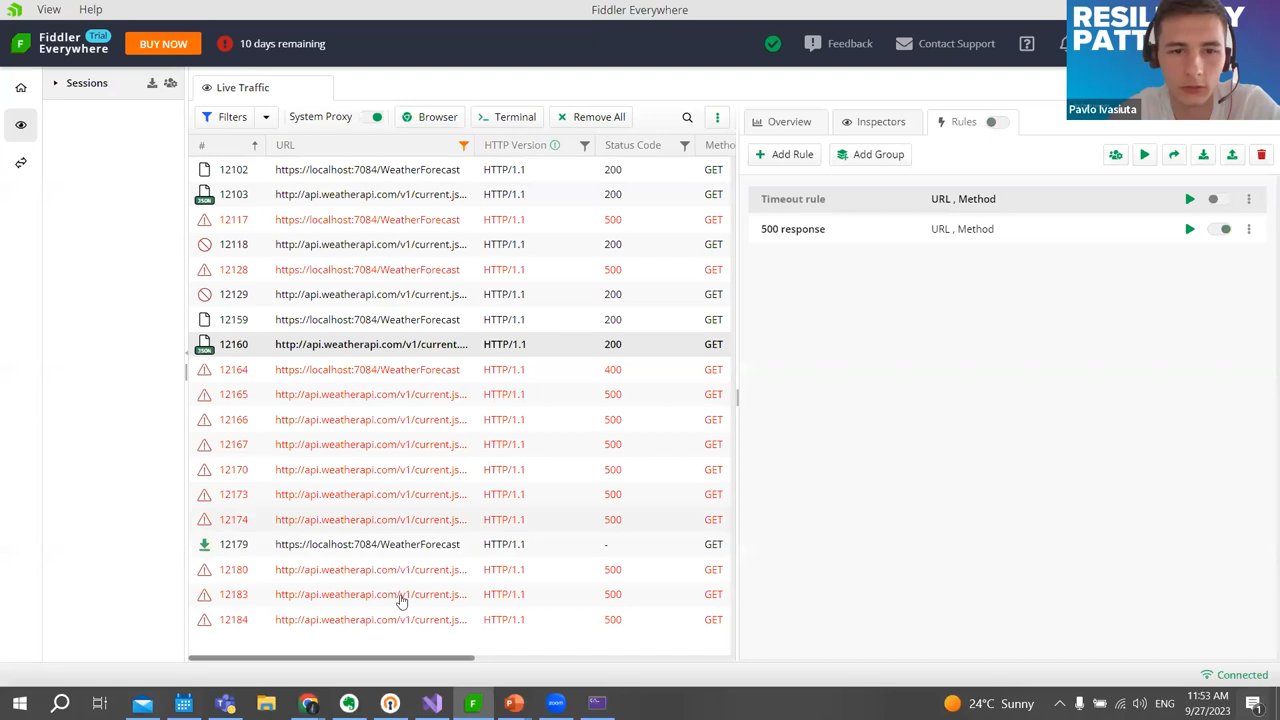 View Help
Fiddler Everywhere
Fiddler Trial
Everywhere
BUY NOW
10 days remaining
Feedback
Contact Support
RESIL Y
PATT
Pavlo Ivasiuta
Sessions
Live Traffic
Filters
System Proxy
Browser
Terminal
Remove All
Overview
Inspectors
Rules
Add Rule
Add Group
# URL HTTP Version Status Code Metho
12102 https://localhost:7084/WeatherForecast HTTP/1.1 200 GET
JSON 12103 http://api.weatherapi.com/v1/current.js... HTTP/1.1 200 GET
12117 https://localhost:7084/WeatherForecast HTTP/1.1 500 GET
12118 http://api.weatherapi.com/v1/current.js... HTTP/1.1 200 GET
12128 https://localhost:7084/WeatherForecast HTTP/1.1 500 GET
12129 http://api.weatherapi.com/v1/current.js... HTTP/1.1 200 GET
12159 https://localhost:7084/WeatherForecast HTTP/1.1 200 GET
JSON 12160 http://api.weatherapi.com/v1/current.... HTTP/1.1 200 GET
12164 https://localhost:7084/WeatherForecast HTTP/1.1 400 GET
12165 http://api.weatherapi.com/v1/current.js... HTTP/1.1 500 GET
12166 http://api.weatherapi.com/v1/current.js... HTTP/1.1 500 GET
12167 http://api.weatherapi.com/v1/current.js... HTTP/1.1 500 GET
12170 http://api.weatherapi.com/v1/current.js... HTTP/1.1 500 GET
12173 http://api.weatherapi.com/v1/current.js... HTTP/1.1 500 GET
12174 http://api.weatherapi.com/v1/current.js... HTTP/1.1 500 GET
12179 https://localhost:7084/WeatherForecast HTTP/1.1 - GET
12180 http://api.weatherapi.com/v1/current.js... HTTP/1.1 500 GET
12183 http://api.weatherapi.com/v1/current.js... HTTP/1.1 500 GET
12184 http://api.weatherapi.com/v1/current.js... HTTP/1.1 500 GET
Timeout rule URL , Method
500 response URL , Method
Connected
24°C Sunny
ENG
11:53 AM
9/27/2023
1